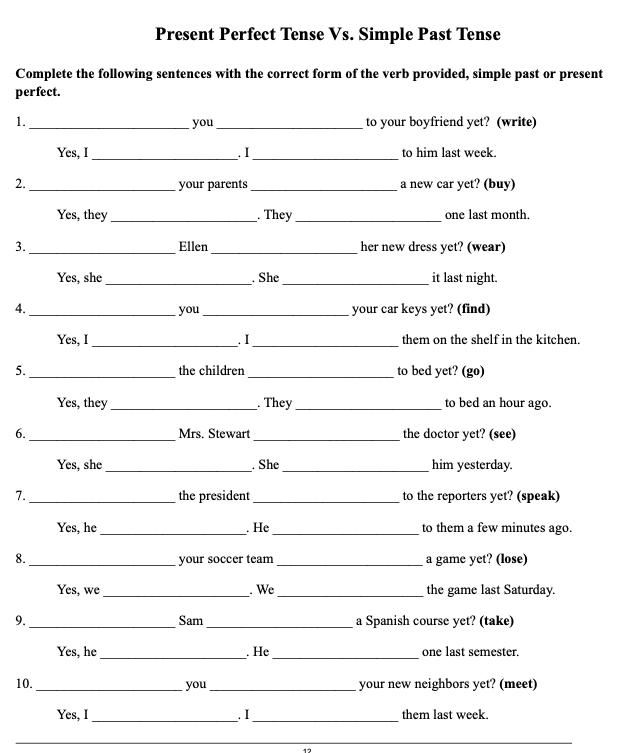 Present Perfect Tense Vs. Simple Past Tense
Complete the following sentences with the correct form of the verb provided, simple past or present
perfect.
1. ______________________ you ____________________ to your boyfriend yet? (write)
Yes, I ____________________. I ____________________ to him last week.
2. ____________________ your parents ____________________ a new car yet? (buy)
Yes, they ____________________. They ____________________ one last month.
3. ____________________ Ellen ____________________ her new dress yet? (wear)
Yes, she ____________________. She ____________________ it last night.
4. ____________________ you ____________________ your car keys yet? (find)
Yes, I ____________________. I ____________________ them on the shelf in the kitchen.
5. ____________________ the children ____________________ to bed yet? (go)
Yes, they ____________________. They ____________________ to bed an hour ago.
6. ____________________ Mrs. Stewart ____________________ the doctor yet? (see)
Yes, she ____________________. She ____________________ him yesterday.
7. ____________________ the president ____________________ to the reporters yet? (speak)
Yes, he ____________________. He ____________________ to them a few minutes ago.
8. ____________________ your soccer team ____________________ a game yet? (lose)
Yes, we ____________________. We ____________________ the game last Saturday.
9. ____________________ Sam ____________________ a Spanish course yet? (take)
Yes, he ____________________. He ____________________ one last semester.
10. ____________________ you ____________________ your new neighbors yet? (meet)
Yes, I ____________________. I ____________________ them last week.
12